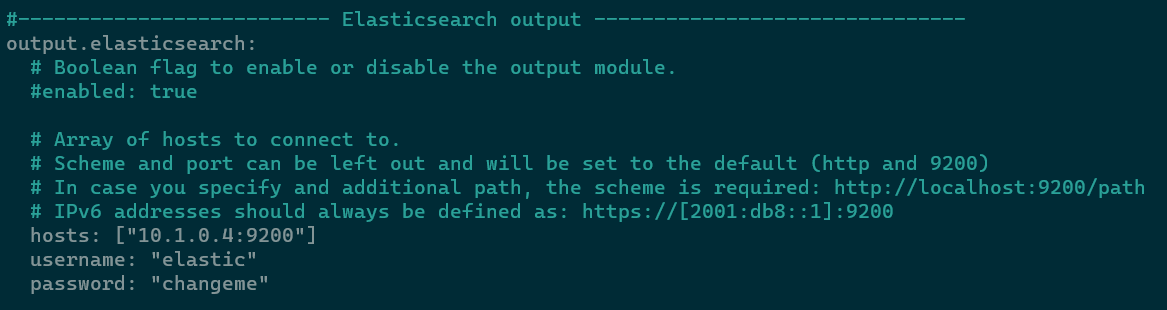 #-------------------------- Elasticsearch output -------------------------------
output.elasticsearch:
  # Boolean flag to enable or disable the output module.
  #enabled: true

  # Array of hosts to connect to.
  # Scheme and port can be left out and will be set to the default (http and 9200)
  # In case you specify and additional path, the scheme is required: http://localhost:9200/path
  # IPv6 addresses should always be defined as: https://[2001:db8::1]:9200
  hosts: ["10.1.0.4:9200"]
  username: "elastic"
  password: "changeme"